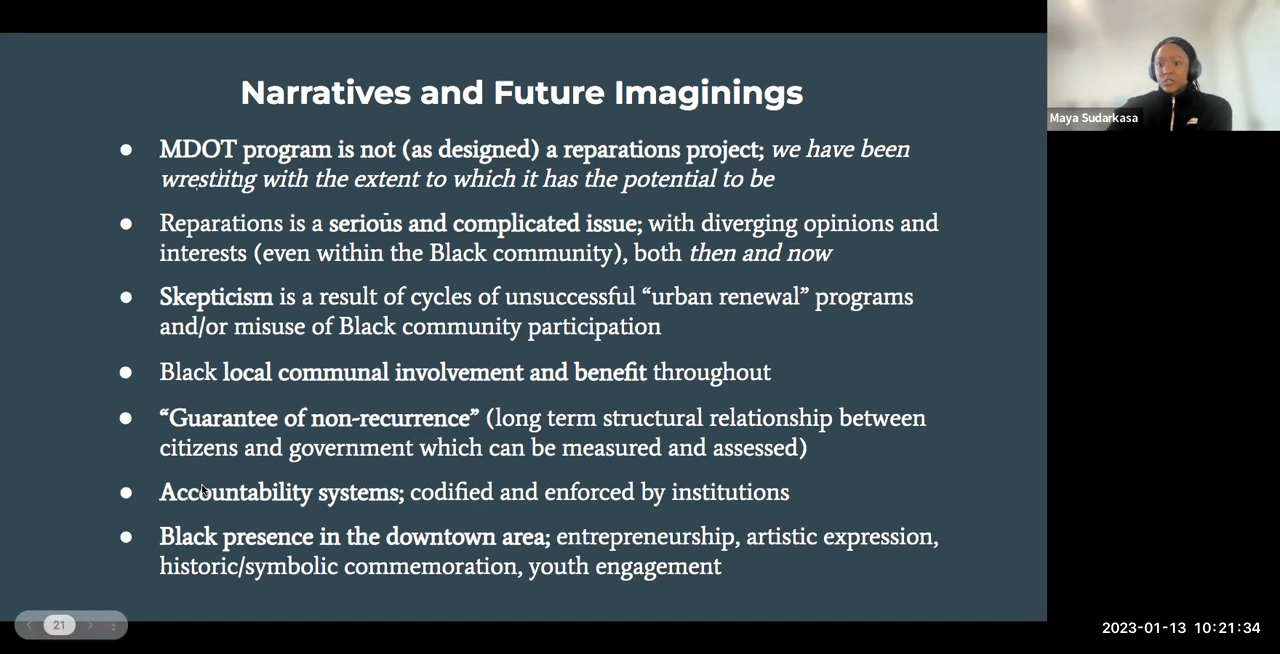 Narratives and Future Imaginings
● MDOT program is not (as designed) a reparations project; we have been
wrestling with the extent to which it has the potential to be
● Reparations is a serious and complicated issue; with diverging opinions and
interests (even within the Black community), both then and now
● Skepticism is a result of cycles of unsuccessful “urban renewal” programs
and/or misuse of Black community participation
● Black local communal involvement and benefit throughout
● “Guarantee of non-recurrence” (long term structural relationship between
citizens and government which can be measured and assessed)
● Accountability systems; codified and enforced by institutions
● Black presence in the downtown area; entrepreneurship, artistic expression,
historic/symbolic commemoration, youth engagement
21
Maya Sudarkasa
2023-01-13 10:21:34